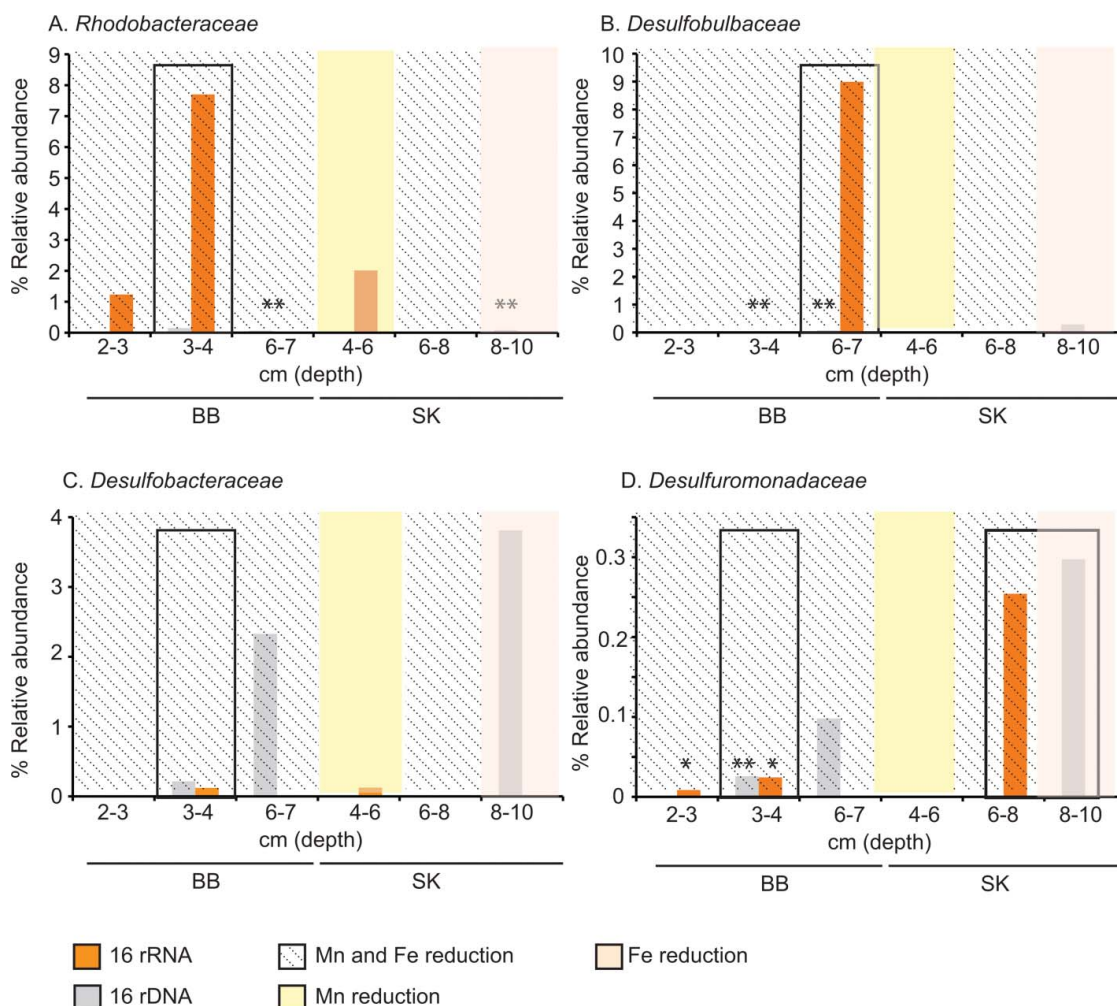 A. Rhodobacteraceae
% Relative abundance
9
8
7
6
5
4
3
2
1
0
**
**
2-3 3-4 6-7 4-6 6-8 8-10
cm (depth)
BB SK
B. Desulfobulbaceae
% Relative abundance
10
9
8
7
6
5
4
3
2
1
0
**
**
2-3 3-4 6-7 4-6 6-8 8-10
cm (depth)
BB SK
C. Desulfobacteraceae
% Relative abundance
4
3
2
1
0
2-3 3-4 6-7 4-6 6-8 8-10
cm (depth)
BB SK
D. Desulfuromonadaceae
% Relative abundance
0.3
0.2
0.1
0
* ** *
2-3 3-4 6-7 4-6 6-8 8-10
cm (depth)
BB SK
16 rRNA Mn and Fe reduction Fe reduction
16 rDNA Mn reduction